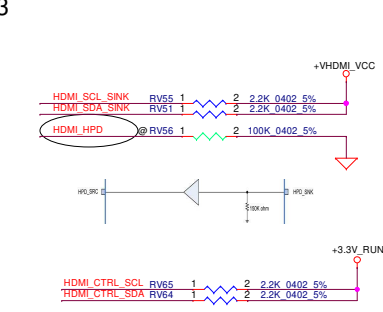 3
+VHDMI_VCC
HDMI_SCL_SINK RV55 1 2 2.2K_0402_5%
HDMI_SDA_SINK RV51 1 2 2.2K_0402_5%
HDMI_HPD @RV56 1 2 100K_0402_5%
HPD_SRC HPD_SNK
150K ohm
+3.3V_RUN
HDMI_CTRL_SCL RV65 1 2 2.2K_0402_5%
HDMI_CTRL_SDA RV64 1 2 2.2K_0402_5%